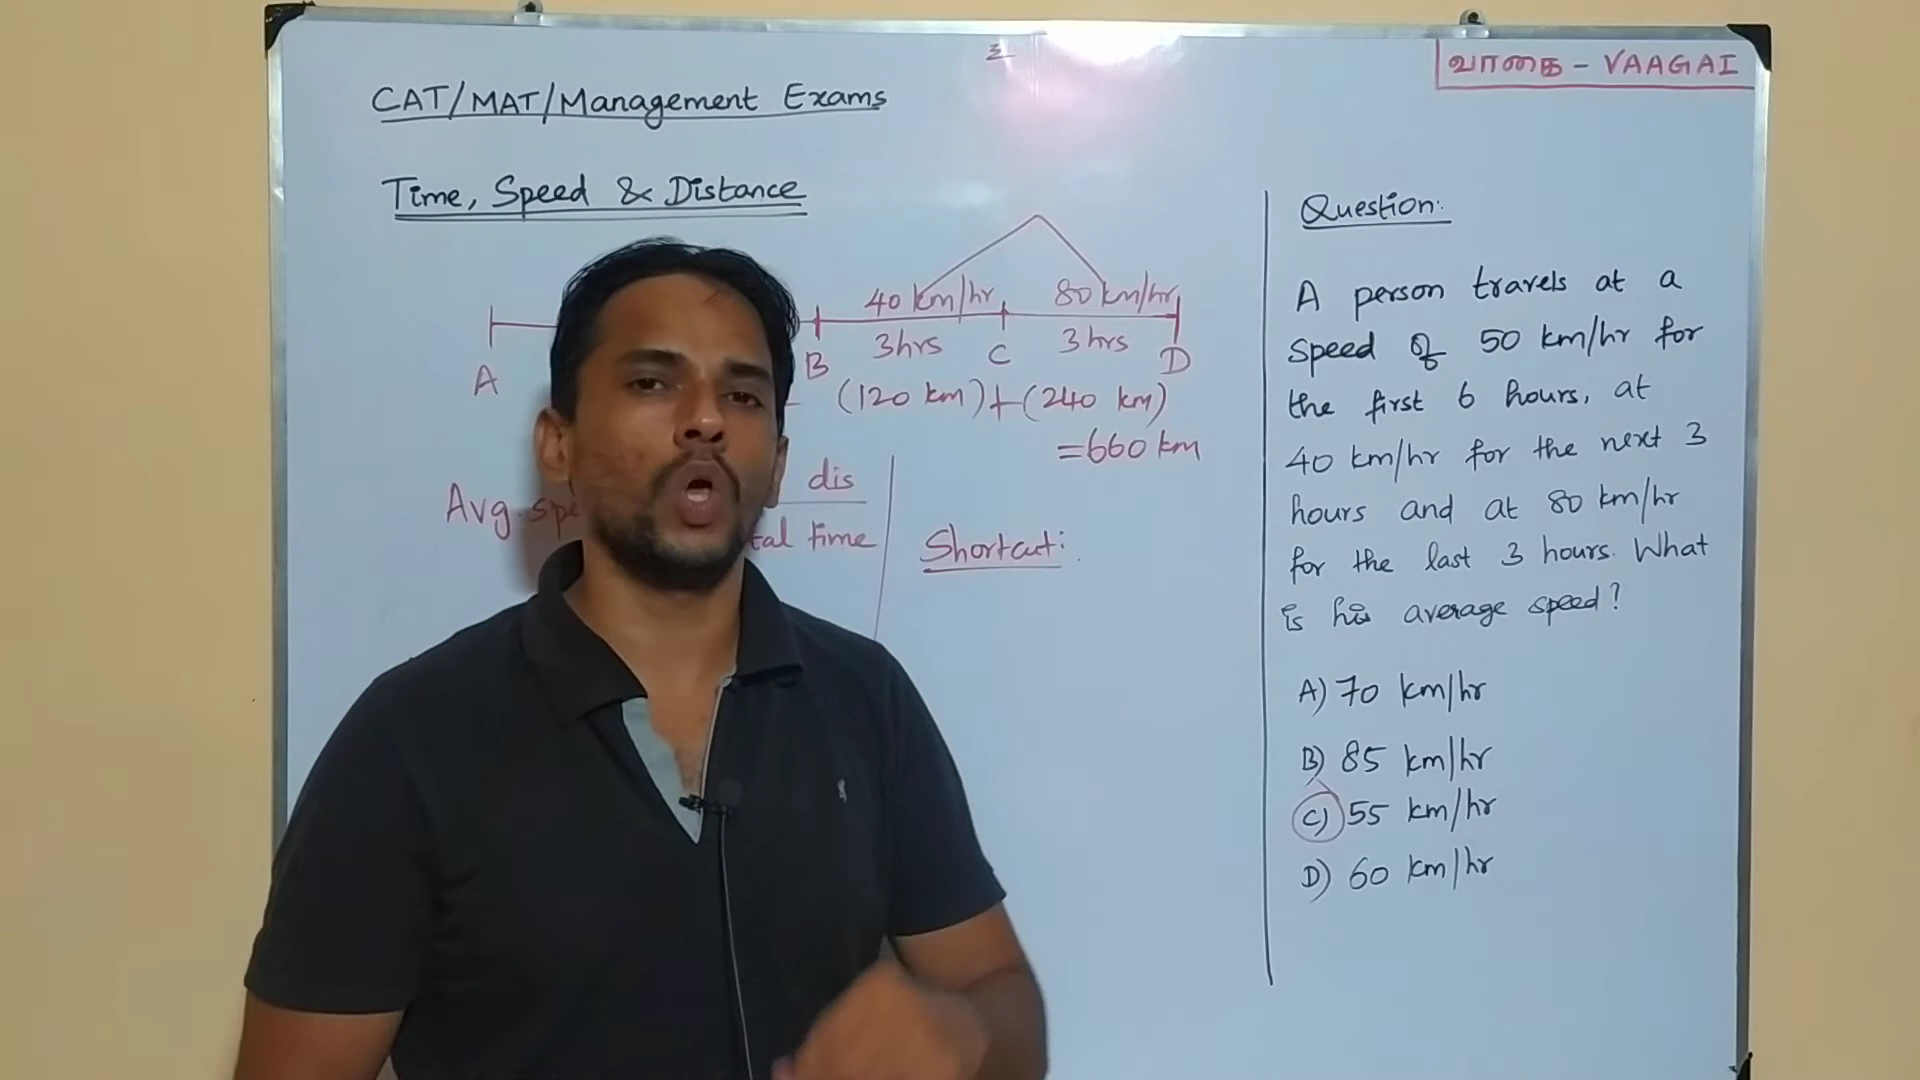 வாகை - VAAGAI
CAT/MAT/Management Exams
Time, Speed & Distance
40 km/hr 80 km/hr
A B 3hrs C 3 hrs D
(120 km) + (240 km)
= 660 km
Avg. dis
time
Shortcut:
Question:
A person travels at a
speed of 50 km/hr for
the first 6 hours, at
40 km/hr for the next 3
hours and at 80 km/hr
for the last 3 hours. What
is his average speed?
A) 70 km/hr
B) 85 km/hr
C) 55 km/hr
D) 60 km/hr